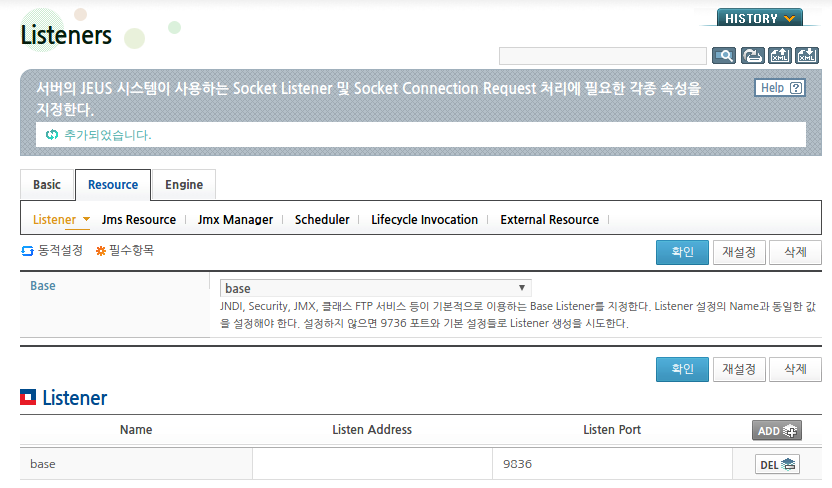 HISTORY
Listeners
XML
XML
서버의 JEUS 시스템이 사용하는 Socket Listener 및 Socket Connection Request 처리에 필요한 각종 속성을
지정한다.
Help ?
추가되었습니다.
Basic
Resource
Engine
Listener
Jms Resource
Jmx Manager
Scheduler
Lifecycle Invocation
External Resource
동적설정
필수항목
확인
재설정
삭제
Base
base
JNDI, Security, JMX, 클래스 FTP 서비스 등이 기본적으로 이용하는 Base Listener를 지정한다. Listener 설정의 Name과 동일한 값
을 설정해야 한다. 설정하지 않으면 9736 포트와 기본 설정들로 Listener 생성을 시도한다.
확인
재설정
삭제
Listener
Name
Listen Address
Listen Port
ADD
base
9836
DEL